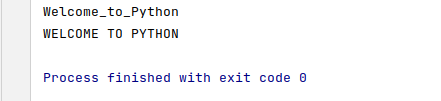 Welcome_to_Python
WELCOME TO PYTHON
Process finished with exit code 0